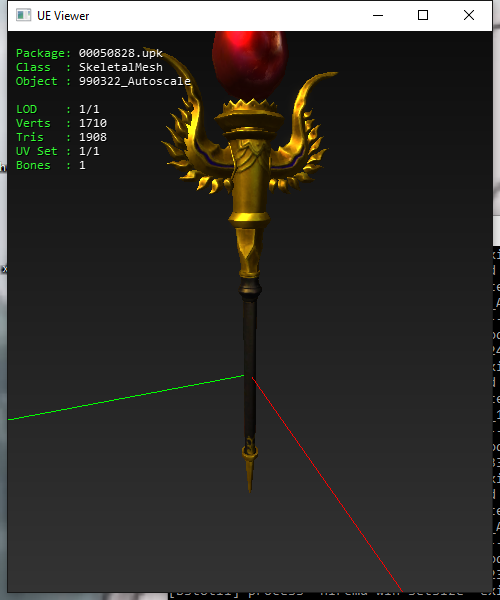 UE Viewer
Package: 00050828.upk
Class  : SkeletalMesh
Object : 990322_Autoscale
LOD    : 1/1
Verts  : 1710
Tris   : 1908
UV Set : 1/1
Bones  : 1